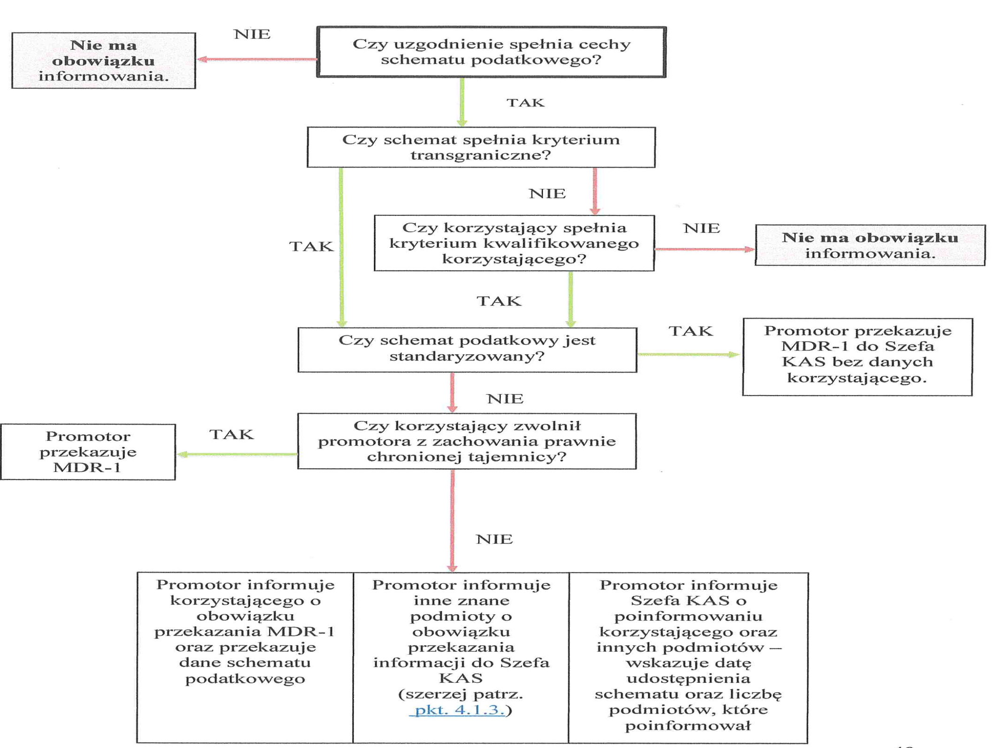 NIE
Nie ma
obowiązku
informowania.
Czy uzgodnienie spełnia cechy
schematu podatkowego?
TAK
Czy schemat spełnia kryterium
transgraniczne?
NIE
TAK
Czy korzystający spełnia
kryterium kwalifikowanego
korzystającego?
NIE
Nie ma obowiązku
informowania.
TAK
Czy schemat podatkowy jest
standaryzowany?
TAK
Promotor przekazuje
MDR-1 do Szefa
KAS bez danych
korzystającego.
NIE
Czy korzystający zwolnił
promotora z zachowania prawnie
chronionej tajemnicy?
TAK
Promotor
przekazuje
MDR-1
NIE
Promotor informuje
korzystającego o
obowiązku
przekazania MDR-1
oraz przekazuje
dane schematu
podatkowego
Promotor informuje
inne znane
podmioty o
obowiązku
przekazania
informacji do Szefa
KAS
(szerzej patrz.
pkt. 4.1.3.)
Promotor informuje
Szefa KAS o
poinformowaniu
korzystającego oraz
innych podmiotów –
wskazuje datę
udostępnienia
schematu oraz liczbę
podmiotów, które
poinformował